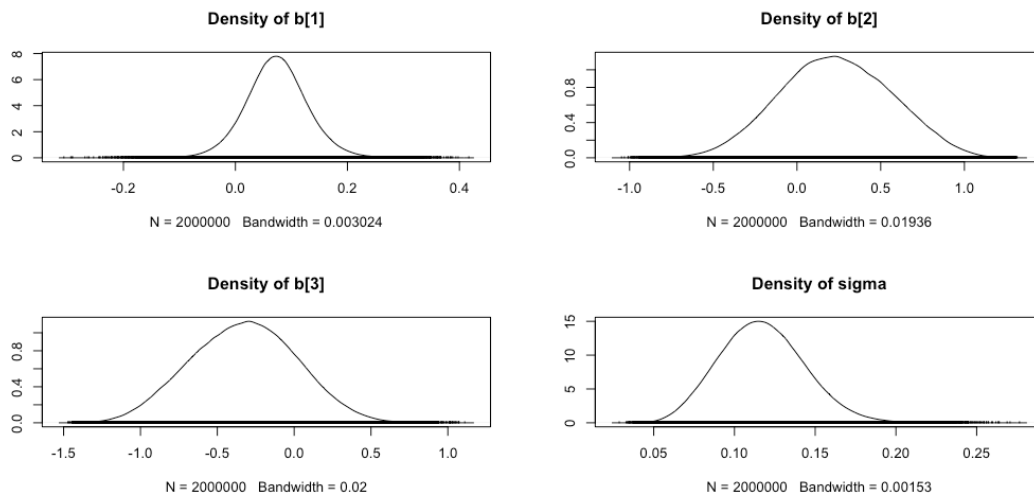 Density of b[1]
8
6
4
2
0
-0.2 0.0 0.2 0.4
N = 2000000 Bandwidth = 0.003024
Density of b[2]
0.8
0.4
0.0
-1.0 -0.5 0.0 0.5 1.0
N = 2000000 Bandwidth = 0.01936
Density of b[3]
0.8
0.4
0.0
-1.5 -1.0 -0.5 0.0 0.5 1.0
N = 2000000 Bandwidth = 0.02
Density of sigma
15
10
5
0
0.05 0.10 0.15 0.20 0.25
N = 2000000 Bandwidth = 0.00153